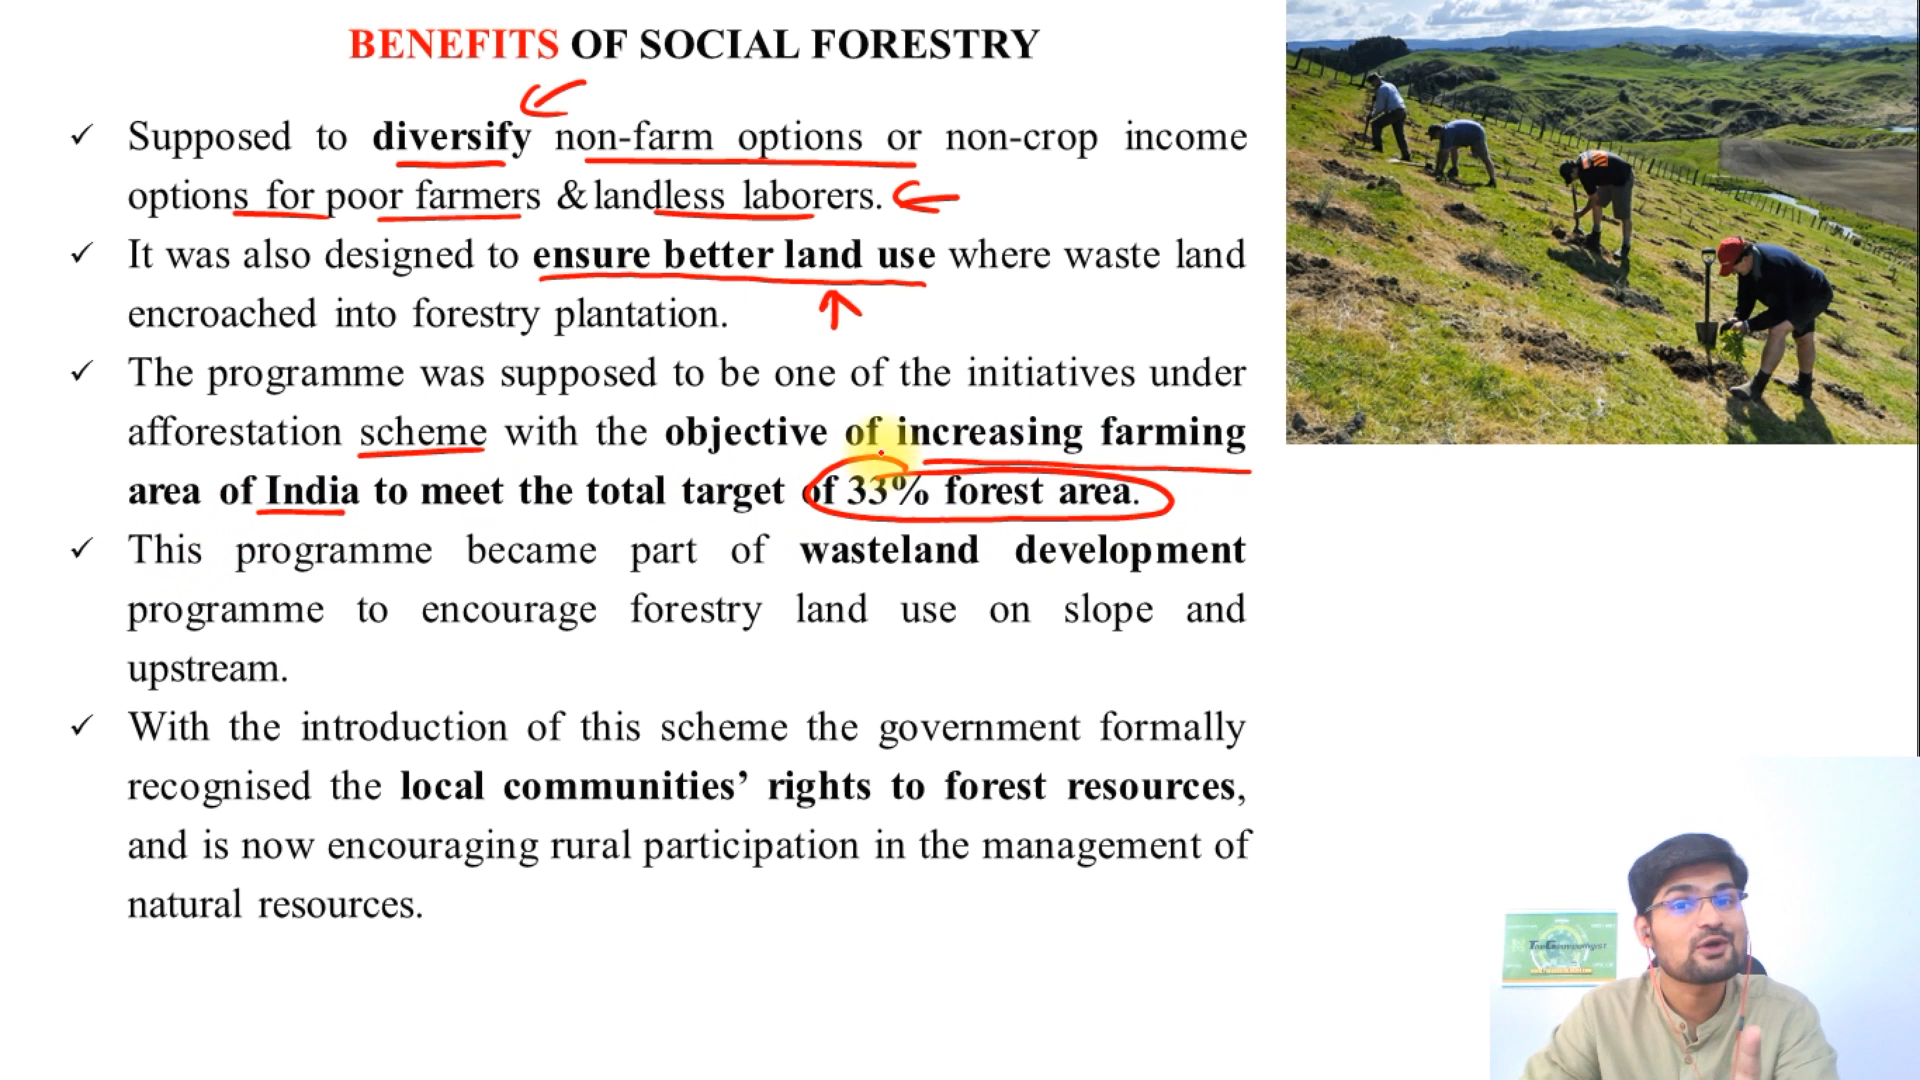 BENEFITS OF SOCIAL FORESTRY
✓ Supposed to diversify non-farm options or non-crop income
options for poor farmers & landless laborers.
✓ It was also designed to ensure better land use where waste land
encroached into forestry plantation.
✓ The programme was supposed to be one of the initiatives under
afforestation scheme with the objective of increasing farming
area of India to meet the total target of 33% forest area.
✓ This programme became part of wasteland development
programme to encourage forestry land use on slope and
upstream.
✓ With the introduction of this scheme the government formally
recognised the local communities’ rights to forest resources,
and is now encouraging rural participation in the management of
natural resources.